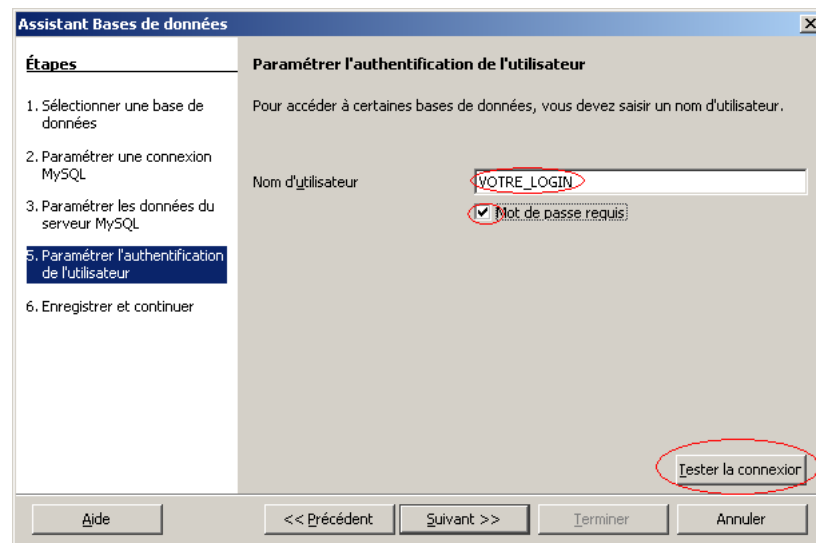 Assistant Bases de données
Étapes
1. Sélectionner une base de
données
2. Paramétrer une connexion
MySQL
3. Paramétrer les données du
serveur MySQL
5. Paramétrer l'authentification
de l'utilisateur
6. Enregistrer et continuer
Paramétrer l'authentification de l'utilisateur
Pour accéder à certaines bases de données, vous devez saisir un nom d'utilisateur.
Nom d'utilisateur
VOTRE_LOGIN
Mot de passe requis
Tester la connexior
Aide
<< Précédent
Suivant >>
Terminer
Annuler